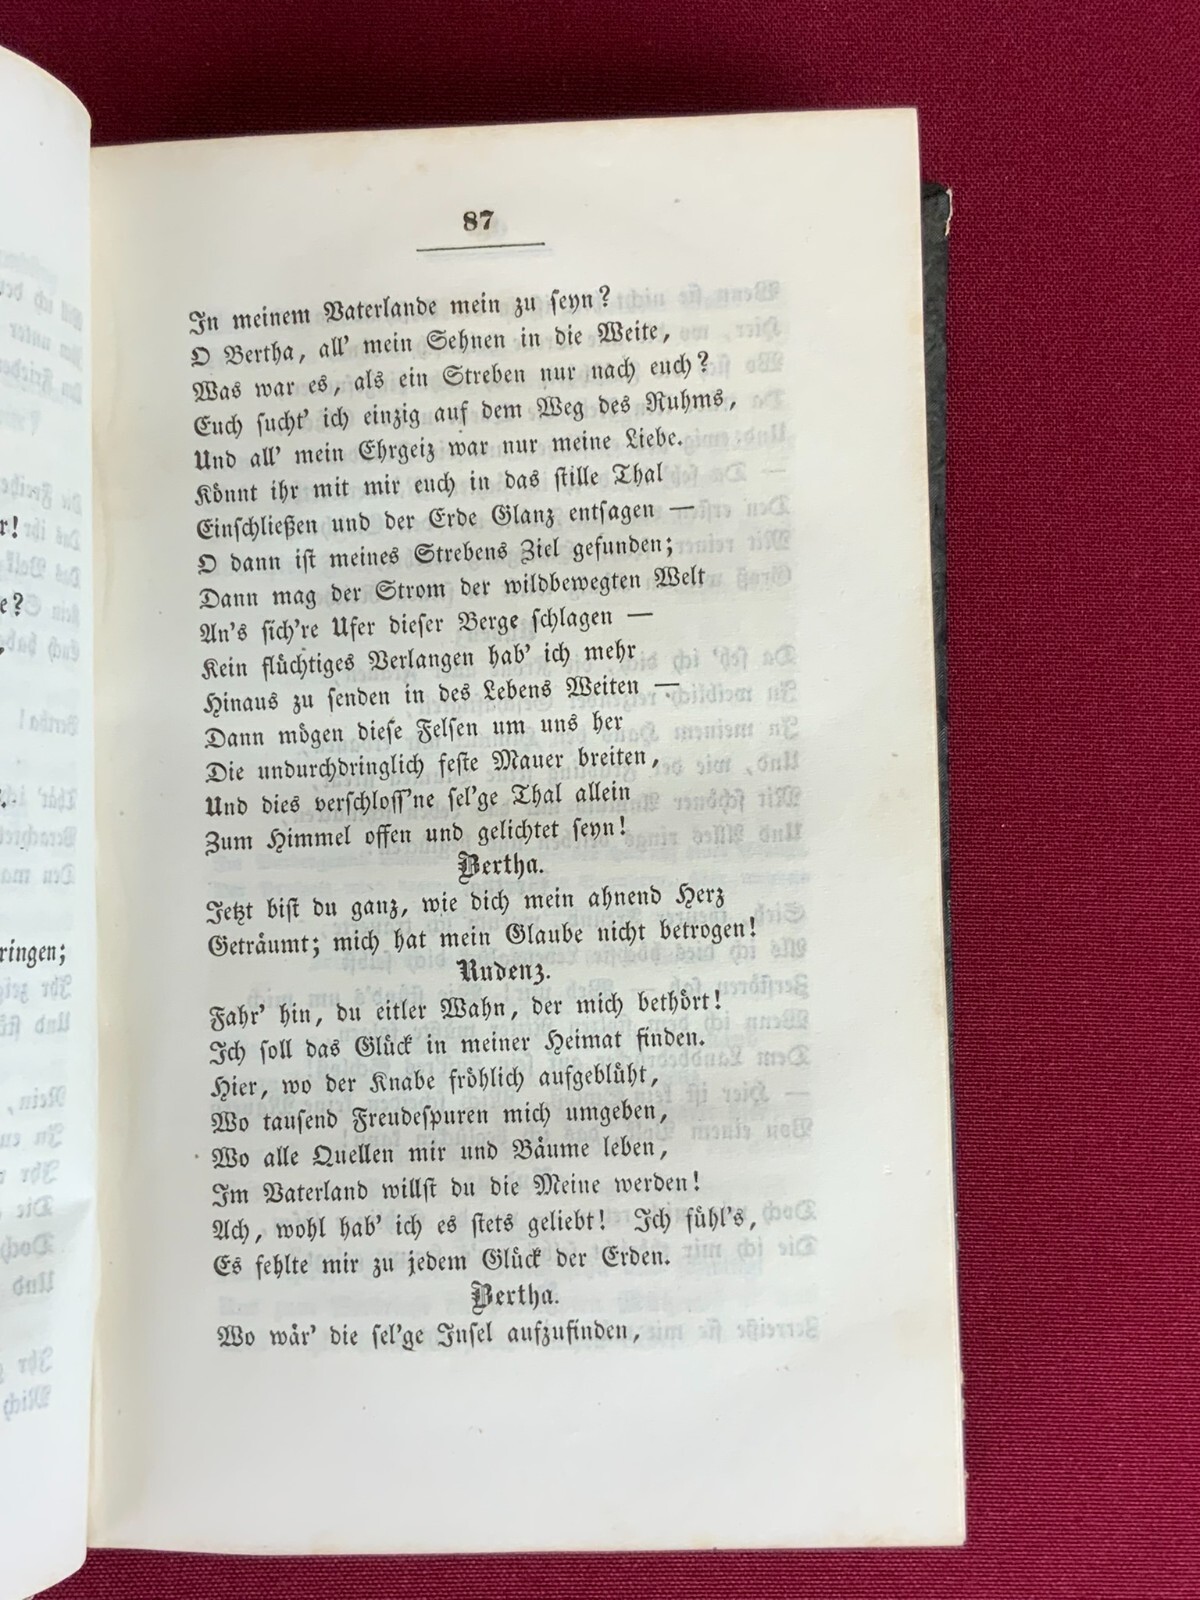 87
In meinem Vaterlande mein zu seyn?
O Bertha, all' mein Sehnen in die Weite,
Was war es, als ein Streben nur nach euch?
Euch sucht' ich einzig auf dem Weg des Ruhms,
Und all' mein Ehrgeiz war nur meine Liebe.
Könnt ihr mit mir euch in das stille Thal
Einschließen und der Erde Glanz entsagen —
O dann ist meines Strebens Ziel gefunden;
Dann mag der Strom der wildbewegten Welt
An's sich're Ufer dieser Berge schlagen —
Kein flüchtiges Verlangen hab' ich mehr
Hinaus zu senden in des Lebens Weiten —
Dann mögen diese Felsen um uns her
Die undurchdringlich feste Mauer breiten,
Und dies verschloss'ne sel'ge Thal allein
Zum Himmel offen und gelichtet seyn!
Bertha.
Jetzt bist du ganz, wie dich mein ahnend Herz
Geträumt; mich hat mein Glaube nicht betrogen!
Rudenz.
Fahr' hin, du eitler Wahn, der mich bethört!
Ich soll das Glück in meiner Heimat finden.
Hier, wo der Knabe fröhlich aufgeblüht,
Wo tausend Freudespuren mich umgeben,
Wo alle Quellen mir und Bäume leben,
Im Vaterland willst du die Meine werden!
Ach, wohl hab' ich es stets geliebt! Ich fühl's,
Es fehlte mir zu jedem Glück der Erden.
Bertha.
Wo wär' die sel'ge Insel aufzufinden,